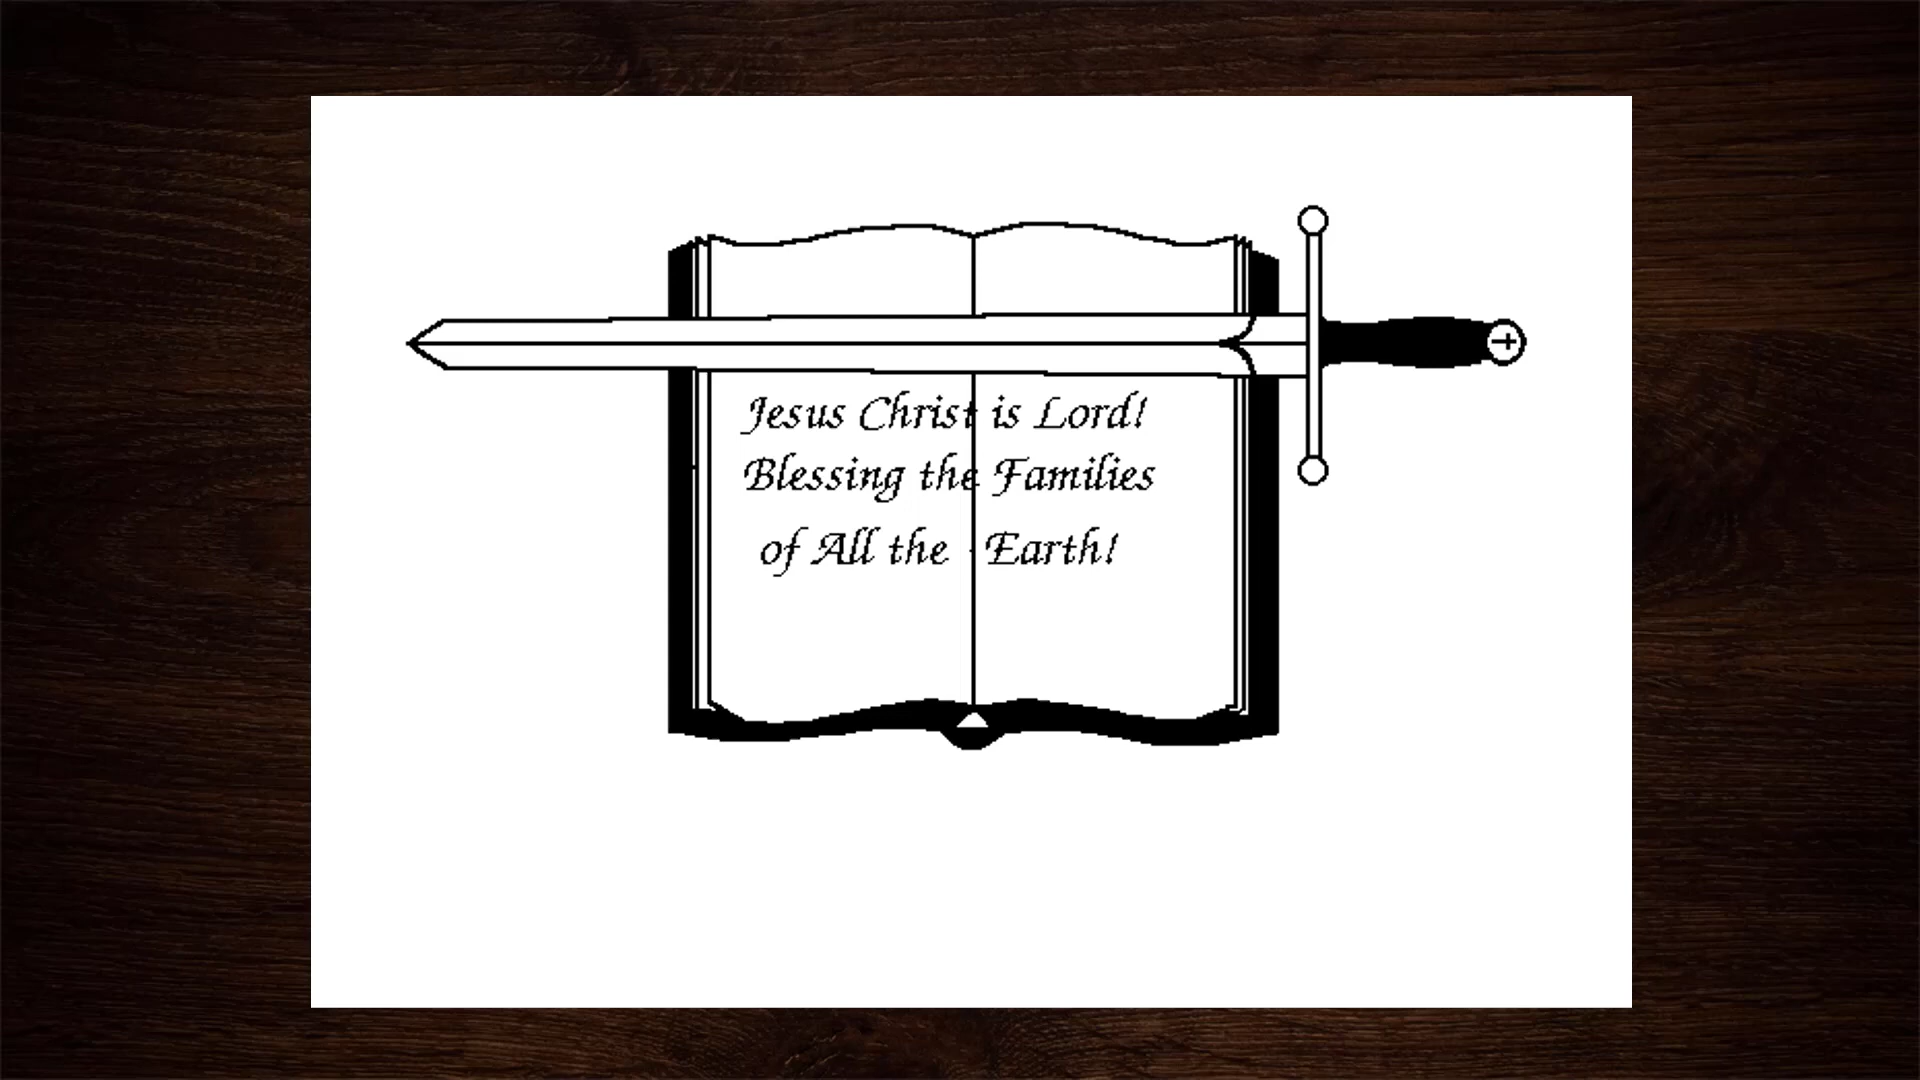 Jesus Christ is Lord!
Blessing the Families
of All the Earth!